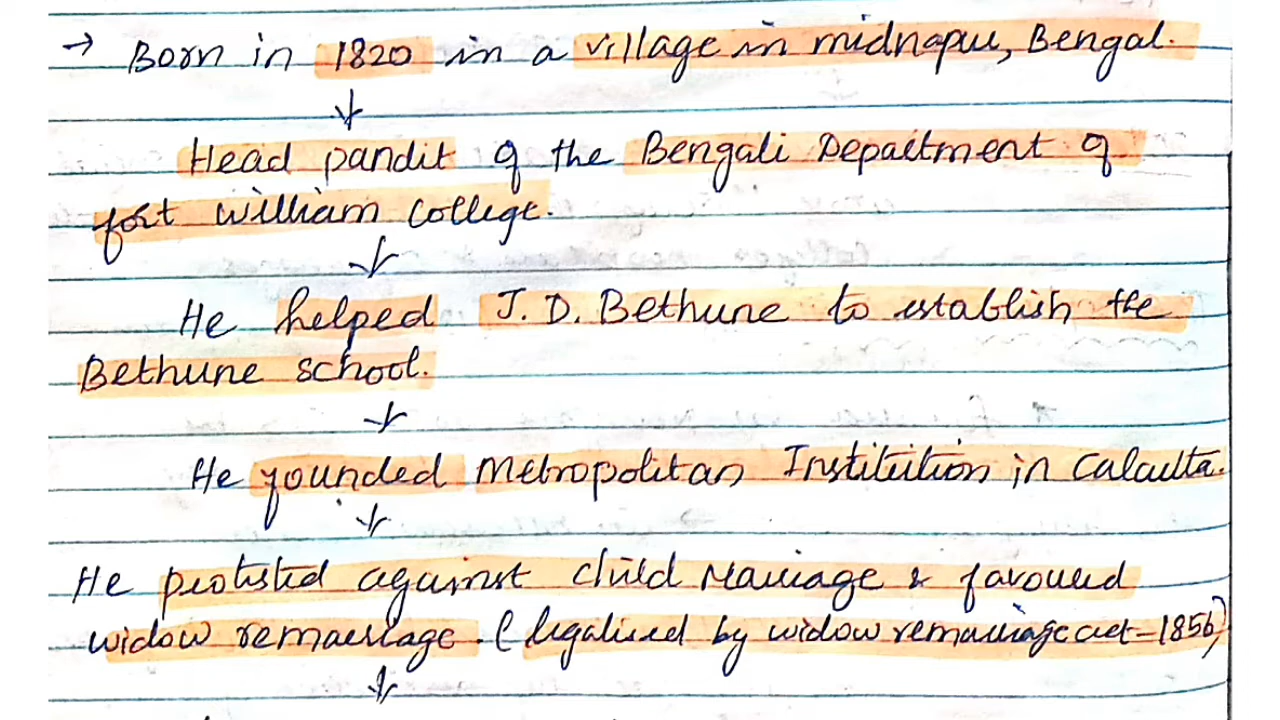 → Born in 1820 in a village in midnapur, Bengal.
↓
Head pandit of the Bengali Department of
fort william college.
↓
He helped J. D. Bethune to establish the
Bethune school.
↓
He founded Metropolitan Institution in Calcutta.
↓
He protested against child Marriage & favoured
widow remarriage. (legalised by widow remarriage act-1856)
↓